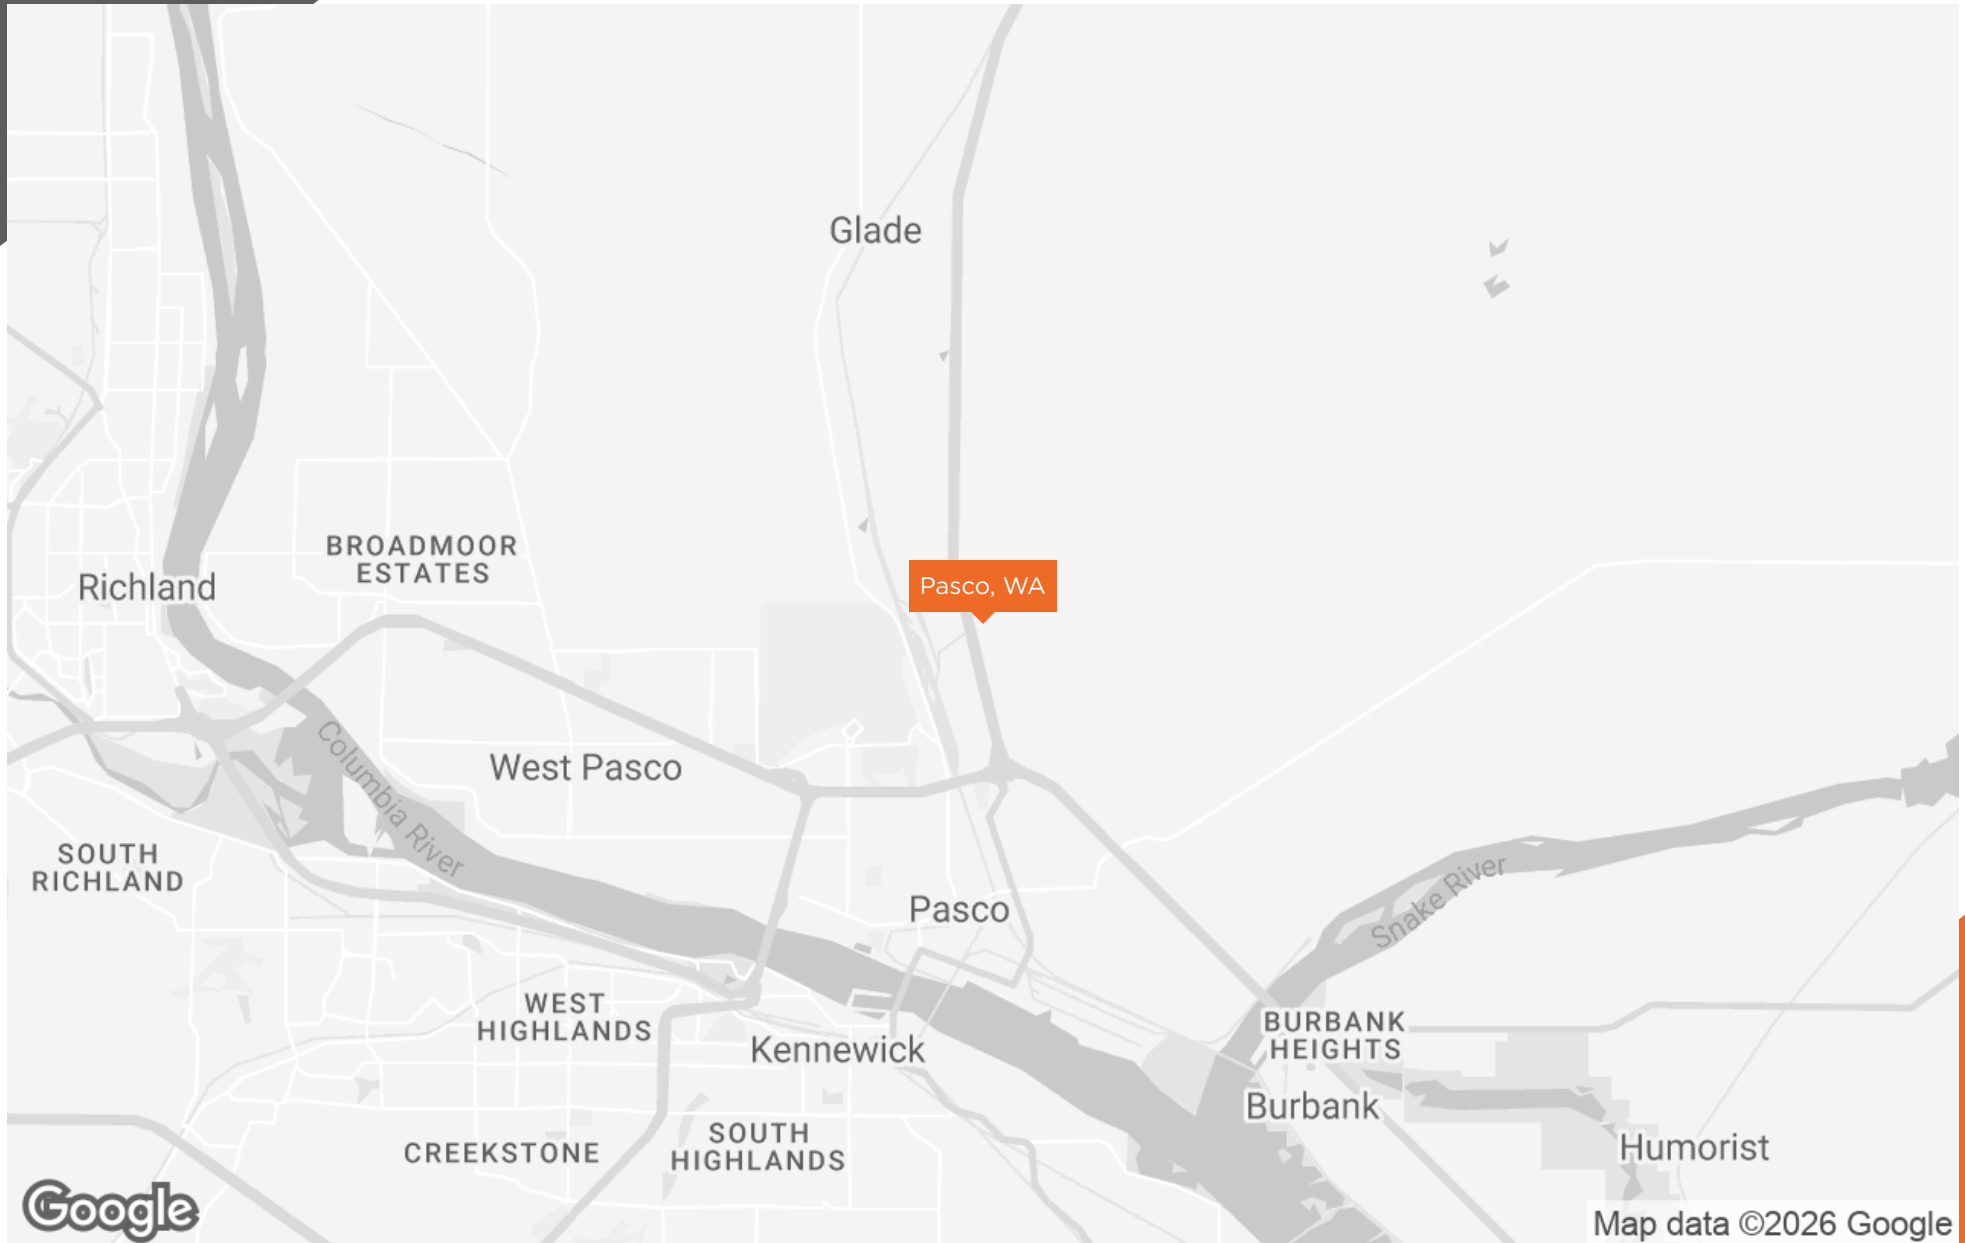 Glade
BROADMOOR
ESTATES
Richland
Pasco, WA
Columbia River
West Pasco
SOUTH
RICHLAND
Snake River
Pasco
WEST
HIGHLANDS
Kennewick
BURBANK
HEIGHTS
Burbank
CREEKSTONE
SOUTH
HIGHLANDS
Humorist
Google
Map data ©2026 Google